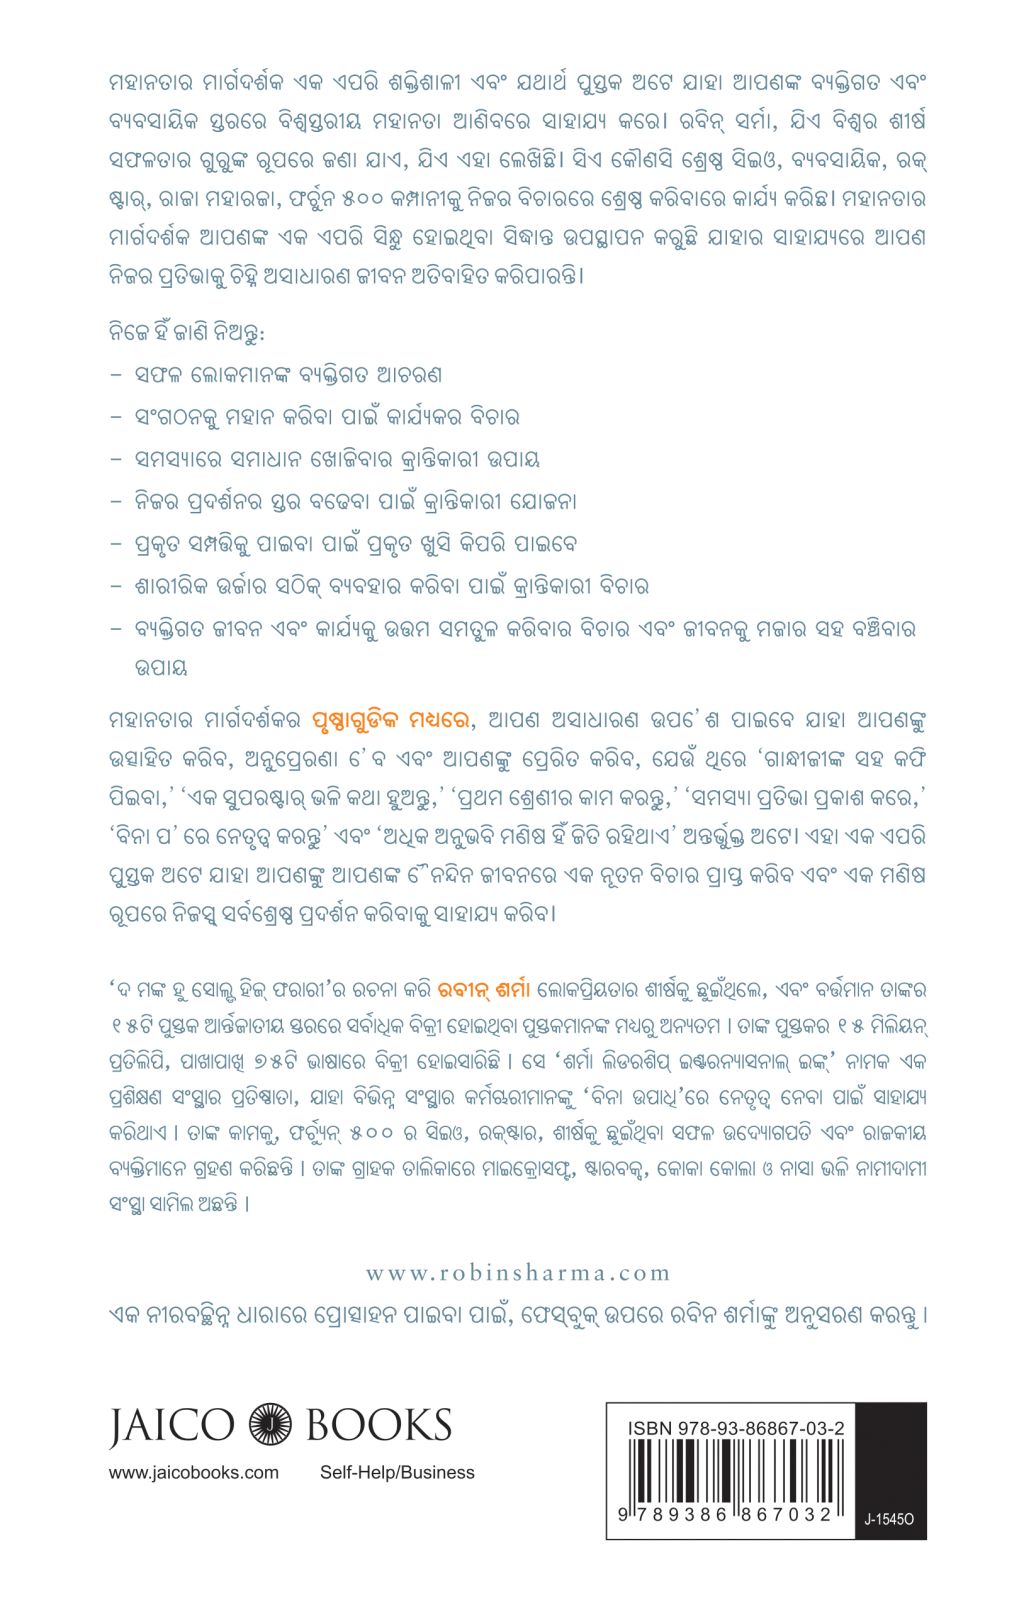 ମହାନତାର ମାର୍ଗଦର୍ଶକ ଏକ ଏପରି ଶକ୍ତିଶାଳୀ ଏବଂ ଯଥାର୍ଥ ପୁସ୍ତକ ଅଟେ ଯାହା ଆପଣଙ୍କ ବ୍ୟକ୍ତିଗତ ଏବଂ
ବ୍ୟବସାୟିକ ସ୍ତରରେ ବିଶ୍ୱସ୍ତରୀୟ ମହାନତା ଆଣିବରେ ସାହାଯ୍ୟ କରେ। ରବିନ୍ ସର୍ମା, ଯିଏ ବିଶ୍ୱର ଶୀର୍ଷ
ସଫଳତାର ଗୁରୁଙ୍କ ରୂପରେ ଜଣା ଯାଏ, ଯିଏ ଏହା ଲେଖିଛି। ସିଏ କୌଣସି ଶ୍ରେଷ୍ଠ ସିଇଓ, ବ୍ୟବସାୟିକ, ରକ୍
ଷ୍ଟାର୍, ରାଜା ମହାରଜା, ଫର୍ଚୁନ ୫୦୦ କମ୍ପାନୀକୁ ନିଜର ବିଚାରରେ ଶ୍ରେଷ୍ଠ କରିବାରେ କାର୍ଯ୍ୟ କରିଛ। ମହାନତାର
ମାର୍ଗଦର୍ଶକ ଆପଣଙ୍କ ଏକ ଏପରି ସିନ୍ଧୁ ହୋଇଥିବା ସିଦ୍ଧାନ୍ତ ଉପସ୍ଥାପନ କରୁଛି ଯାହାର ସାହାଯ୍ୟରେ ଆପଣ
ନିଜର ପ୍ରତିଭାକୁ ଚିହ୍ନି ଅସାଧାରଣ ଜୀବନ ଅତିବାହିତ କରିପାରନ୍ତି।
ନିଜେ ହିଁ ଜାଣି ନିଅନ୍ତୁ:
– ସଫଳ ଲୋକମାନଙ୍କ ବ୍ୟକ୍ତିଗତ ଆଚରଣ
– ସଂଗଠନକୁ ମହାନ କରିବା ପାଇଁ କାର୍ଯ୍ୟକର ବିଚାର
– ସମସ୍ୟାରେ ସମାଧାନ ଖୋଜିବାର କ୍ରାନ୍ତିକାରୀ ଉପାୟ
– ନିଜର ପ୍ରଦର୍ଶନର ସ୍ତର ବଢେବା ପାଇଁ କ୍ରାନ୍ତିକାରୀ ଯୋଜନା
– ପ୍ରକୃତ ସମ୍ପତ୍ତିକୁ ପାଇବା ପାଇଁ ପ୍ରକୃତ ଖୁସି କିପରି ପାଇବେ
– ଶାରୀରିକ ଉର୍ଜାର ସଠିକ୍ ବ୍ୟବହାର କରିବା ପାଇଁ କ୍ରାନ୍ତିକାରୀ ବିଚାର
– ବ୍ୟକ୍ତିଗତ ଜୀବନ ଏବଂ କାର୍ଯ୍ୟକୁ ଉତ୍ତମ ସମତୁଳ କରିବାର ବିଚାର ଏବଂ ଜୀବନକୁ ମଜାର ସହ ବଞ୍ଚିବାର
ଉପାୟ
ମହାନତାର ମାର୍ଗଦର୍ଶକର ପୃଷ୍ଠାଗୁଡିକ ମଧ୍ୟରେ, ଆପଣ ଅସାଧାରଣ ଉପ େଶ ପାଇବେ ଯାହା ଆପଣଙ୍କୁ
ଉତ୍ସାହିତ କରିବ, ଅନୁପ୍ରେରଣା େବ ଏବଂ ଆପଣଙ୍କୁ ପ୍ରେରିତ କରିବ, ଯେଉଁ ଥିରେ ‘ଗାନ୍ଧୀଜୀଙ୍କ ସହ କଫି
ପିଇବା,’ ‘ଏକ ସୁପରଷ୍ଟାର୍ ଭଳି କଥା ହୁଅନ୍ତୁ,’ ‘ପ୍ରଥମ ଶ୍ରେଣୀର କାମ କରନ୍ତୁ,’ ‘ସମସ୍ୟା ପ୍ରତିଭା ପ୍ରକାଶ କରେ,’
‘ବିନା ପ’ ରେ ନେତୃତ୍ୱ କରନ୍ତୁ’ ଏବଂ ‘ଅଧିକ ଅନୁଭବି ମଣିଷ ହିଁ ଜିତି ରହିଥାଏ’ ଅନ୍ତର୍ଭୁକ୍ତ ଅଟେ। ଏହା ଏକ ଏପରି
ପୁସ୍ତକ ଅଟେ ଯାହା ଆପଣଙ୍କୁ ଆପଣଙ୍କ ୈନନ୍ଦିନ ଜୀବନରେ ଏକ ନୂତନ ବିଚାର ପ୍ରାପ୍ତ କରିବ ଏବଂ ଏକ ମଣିଷ
ରୂପରେ ନିଜସ୍ୱ ସର୍ବଶ୍ରେଷ୍ଠ ପ୍ରଦର୍ଶନ କରିବାକୁ ସାହାଯ୍ୟ କରିବ।
‘ଦ ମଙ୍କ ହୁ ସୋଲ୍ଡ ହିଜ୍ ଫରାରୀ’ର ରଚନା କରି ରବୀନ୍ ଶର୍ମା ଲୋକପ୍ରିୟତାର ଶୀର୍ଷକୁ ଛୁଇଁଥିଲେ, ଏବଂ ବର୍ତ୍ତମାନ ତାଙ୍କର
୧୫ଟି ପୁସ୍ତକ ଆର୍ନ୍ତଜାତୀୟ ସ୍ତରରେ ସର୍ବାଧିକ ବିକ୍ରୀ ହୋଇଥିବା ପୁସ୍ତକମାନଙ୍କ ମଧ୍ୟରୁ ଅନ୍ୟତମ। ତାଙ୍କ ପୁସ୍ତକର ୧୫ ମିଲିୟନ୍
ପ୍ରତିଲିପି, ପାଖାପାଖି ୭୫ଟି ଭାଷାରେ ବିକ୍ରୀ ହୋଇସାରିଛି। ସେ ‘ଶର୍ମା ଲିଡରଶିପ୍ ଇଣ୍ଟରନ୍ୟାସନାଲ୍ ଇଙ୍କ୍’ ନାମକ ଏକ
ପ୍ରଶିକ୍ଷଣ ସଂସ୍ଥାର ପ୍ରତିଷ୍ଠାତା, ଯାହା ବିଭିନ୍ନ ସଂସ୍ଥାର କର୍ମଚ୍ଚରୀମାନଙ୍କୁ ‘ବିନା ଉପାଧି’ରେ ନେତୃତ୍ୱ ନେବା ପାଇଁ ସାହାଯ୍ୟ
କରିଥାଏ। ତାଙ୍କ କାମକୁ, ଫର୍ଚ୍ୟୁନ୍ ୫୦୦ ର ସିଇଓ, ରକ୍‌ଷ୍ଟାର, ଶୀର୍ଷକୁ ଛୁଇଁଥିବା ସଫଳ ଉଦ୍ୟୋଗପତି ଏବଂ ରାଜକୀୟ
ବ୍ୟକ୍ତିମାନେ ଗ୍ରହଣ କରିଛନ୍ତି। ତାଙ୍କ ଗ୍ରାହକ ତାଲିକାରେ ମାଇକ୍ରୋସଫ୍ଟ, ଷ୍ଟାରବକ୍ସ, କୋକା କୋଲା ଓ ନାସା ଭଳି ନାମୀଦାମୀ
ସଂସ୍ଥା ସାମିଲ ଅଛନ୍ତି।
www.robinsharma.com
ଏକ ନୀରବଚ୍ଛିନ୍ନ ଧାରାରେ ପ୍ରୋତ୍ସାହନ ପାଇବା ପାଇଁ, ଫେସ୍‌ବୁକ୍ ଉପରେ ରବିନ ଶର୍ମାଙ୍କୁ ଅନୁସରଣ କରନ୍ତୁ।
JAICO J BOOKS
www.jaicobooks.com Self-Help/Business
ISBN 978-93-86867-03-2
9 789386 867032
J-1545O